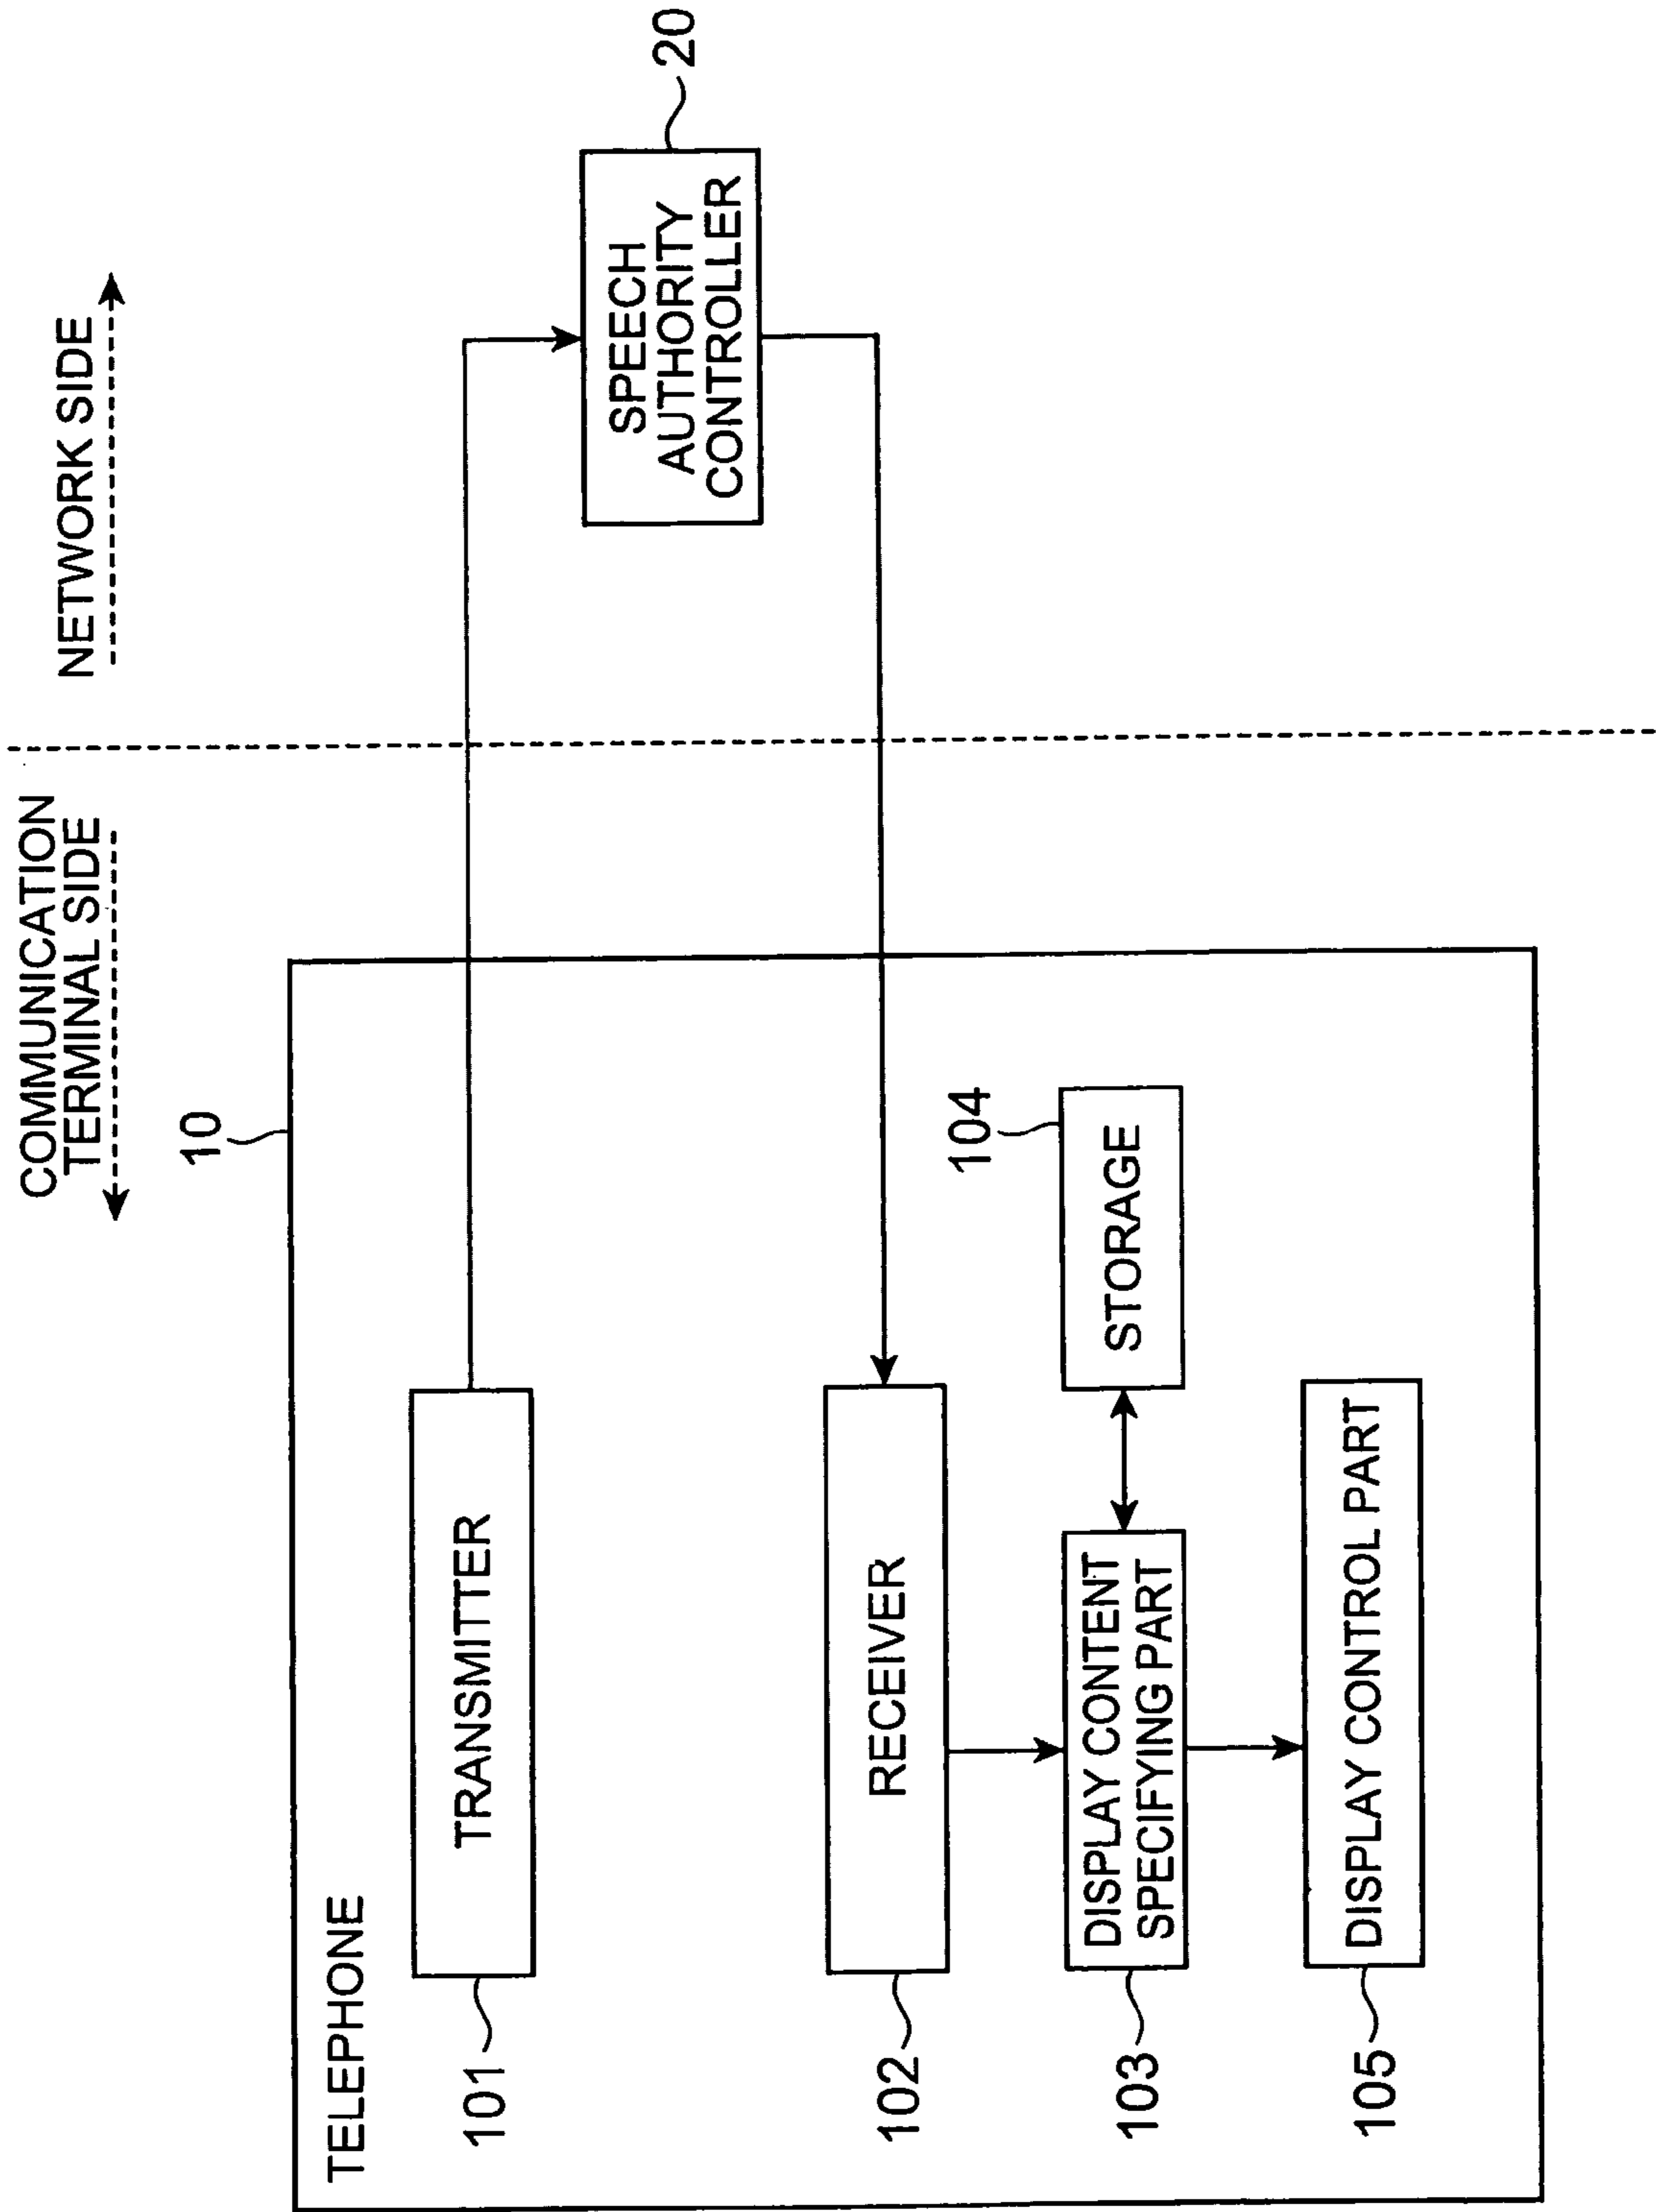 COMMUNICATION
TERMINAL SIDE
NETWORK SIDE
10
TELEPHONE
101
TRANSMITTER
SPEECH
AUTHORITY
CONTROLLER
20
102
RECEIVER
103
DISPLAY CONTENT
SPECIFYING PART
104
STORAGE
105
DISPLAY CONTROL PART